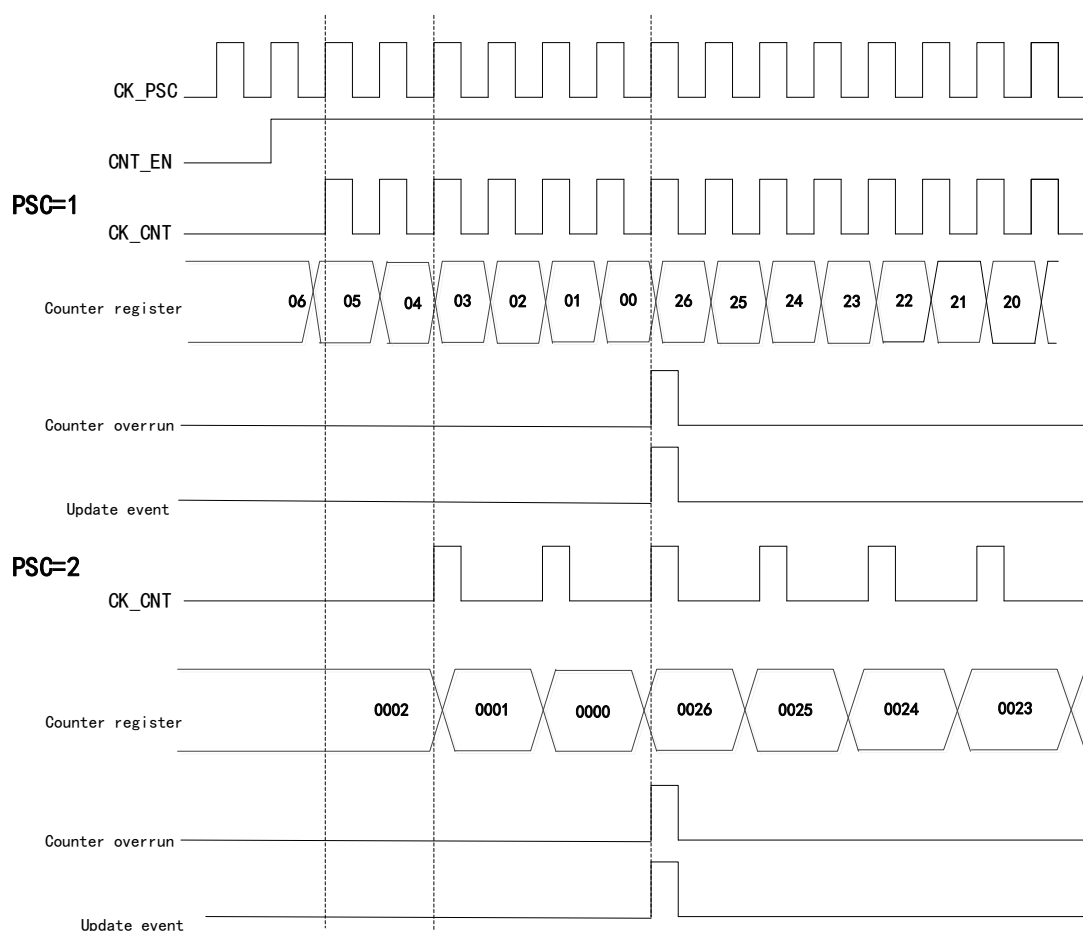 CK_PSC
CNT_EN
PSC=1
CK_CNT
Counter register 06 05 04 03 02 01 00 26 25 24 23 22 21 20
Counter overrun
Update event
PSC=2
CK_CNT
Counter register 0002 0001 0000 0026 0025 0024 0023
Counter overrun
Update event